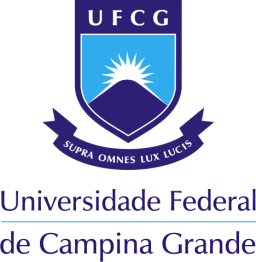 UFCG
SUPRA OMNES LUX LUCIS
Universidade Federal
de Campina Grande